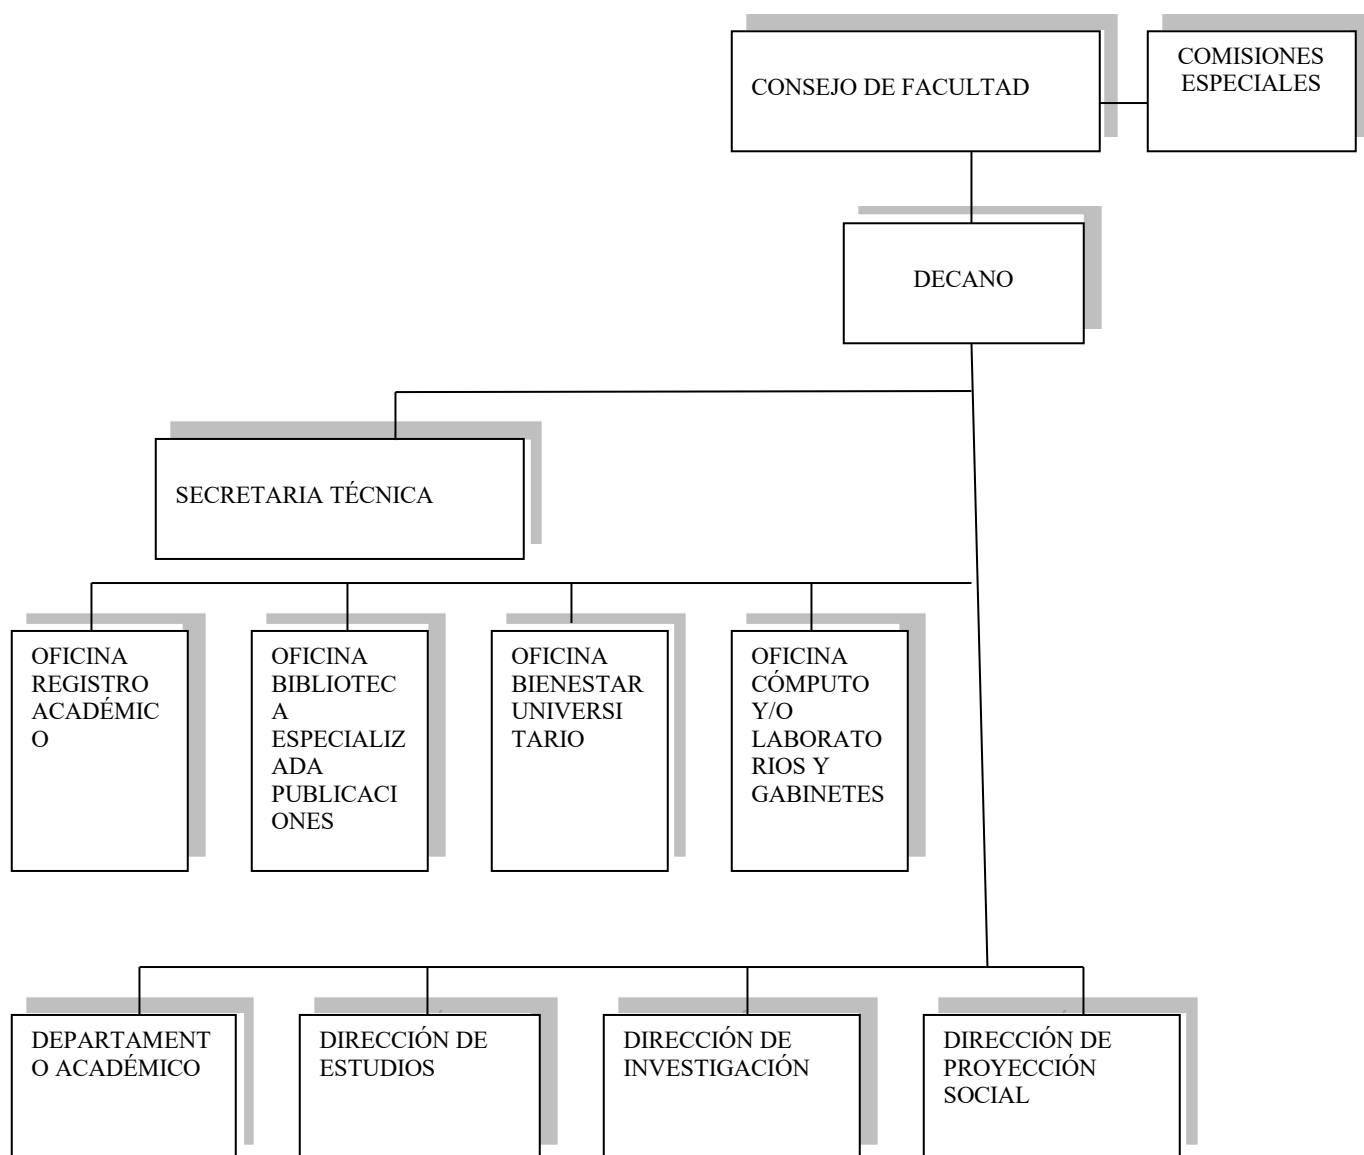 CONSEJO DE FACULTAD
COMISIONES
ESPECIALES
DECANO
SECRETARIA TÉCNICA
OFICINA
REGISTRO
ACADÉMIC
O
OFICINA
BIBLIOTEC
A
ESPECIALIZ
ADA
PUBLICACI
ONES
OFICINA
BIENESTAR
UNIVERSI
TARIO
OFICINA
CÓMPUTO
Y/O
LABORATO
RIOS Y
GABINETES
DEPARTAMENT
O ACADÉMICO
DIRECCIÓN DE
ESTUDIOS
DIRECCIÓN DE
INVESTIGACIÓN
DIRECCIÓN DE
PROYECCIÓN
SOCIAL